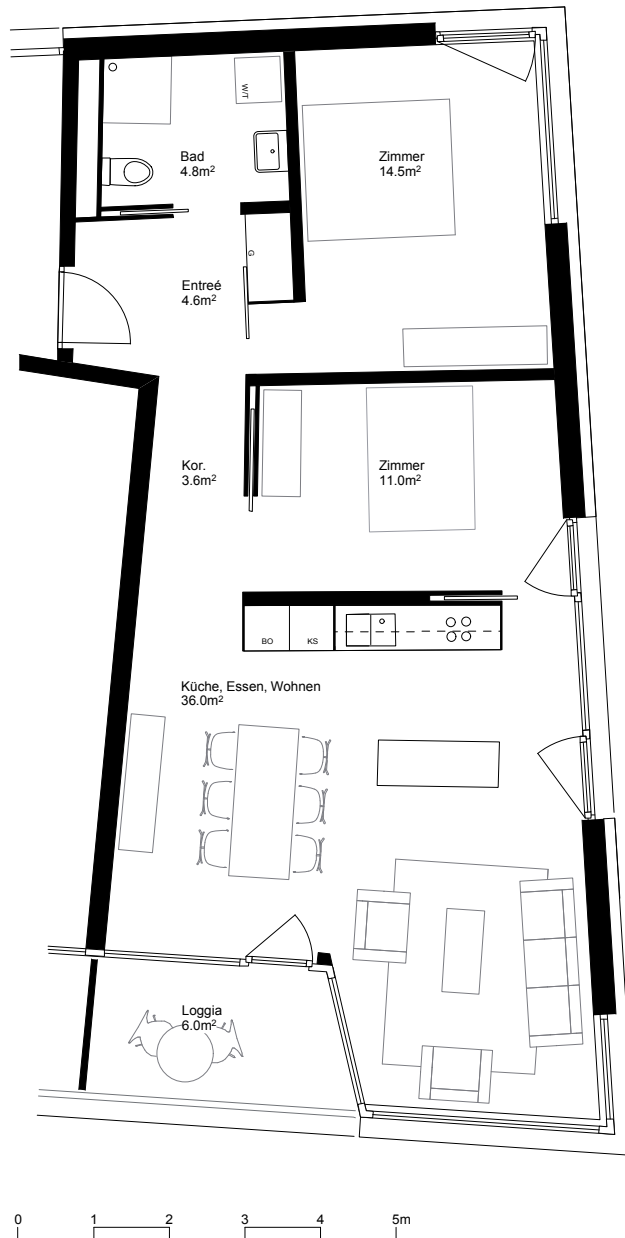 W/T
Bad
4.8m²
Zimmer
14.5m²
G
Entreé
4.6m²
Kor.
3.6m²
Zimmer
11.0m²
BO
KS
Küche, Essen, Wohnen
36.0m²
Loggia
6.0m²
0 1 2 3 4 5m